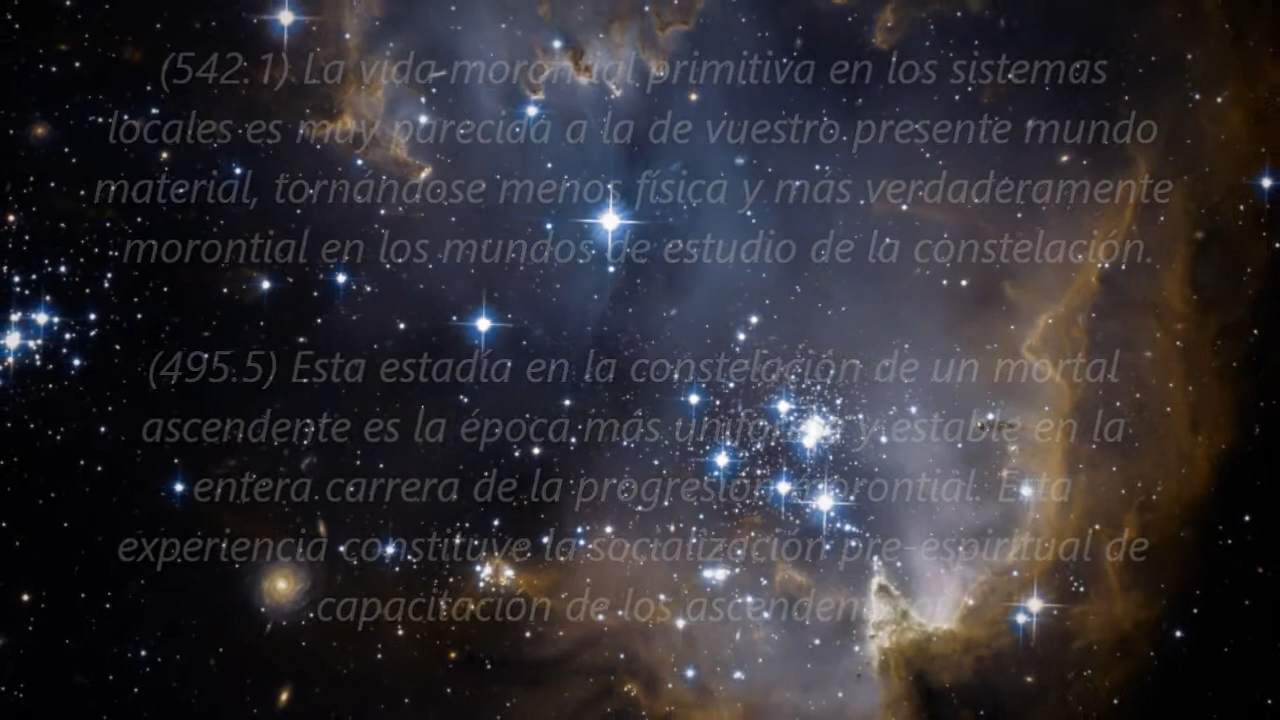 (542.1) La vida morontial primitiva en los sistemas
locales es muy parecida a la de vuestro presente mundo
material, tornándose menos física y más verdaderamente
morontial en los mundos de estudio de la constelación.
(495.5) Esta estadía en la constelación de un mortal
ascendente es la época más uniforme y estable en la
entera carrera de la progresión morontial. Esta
experiencia constituye la socialización pre-espiritual de
capacitación de los ascendentes